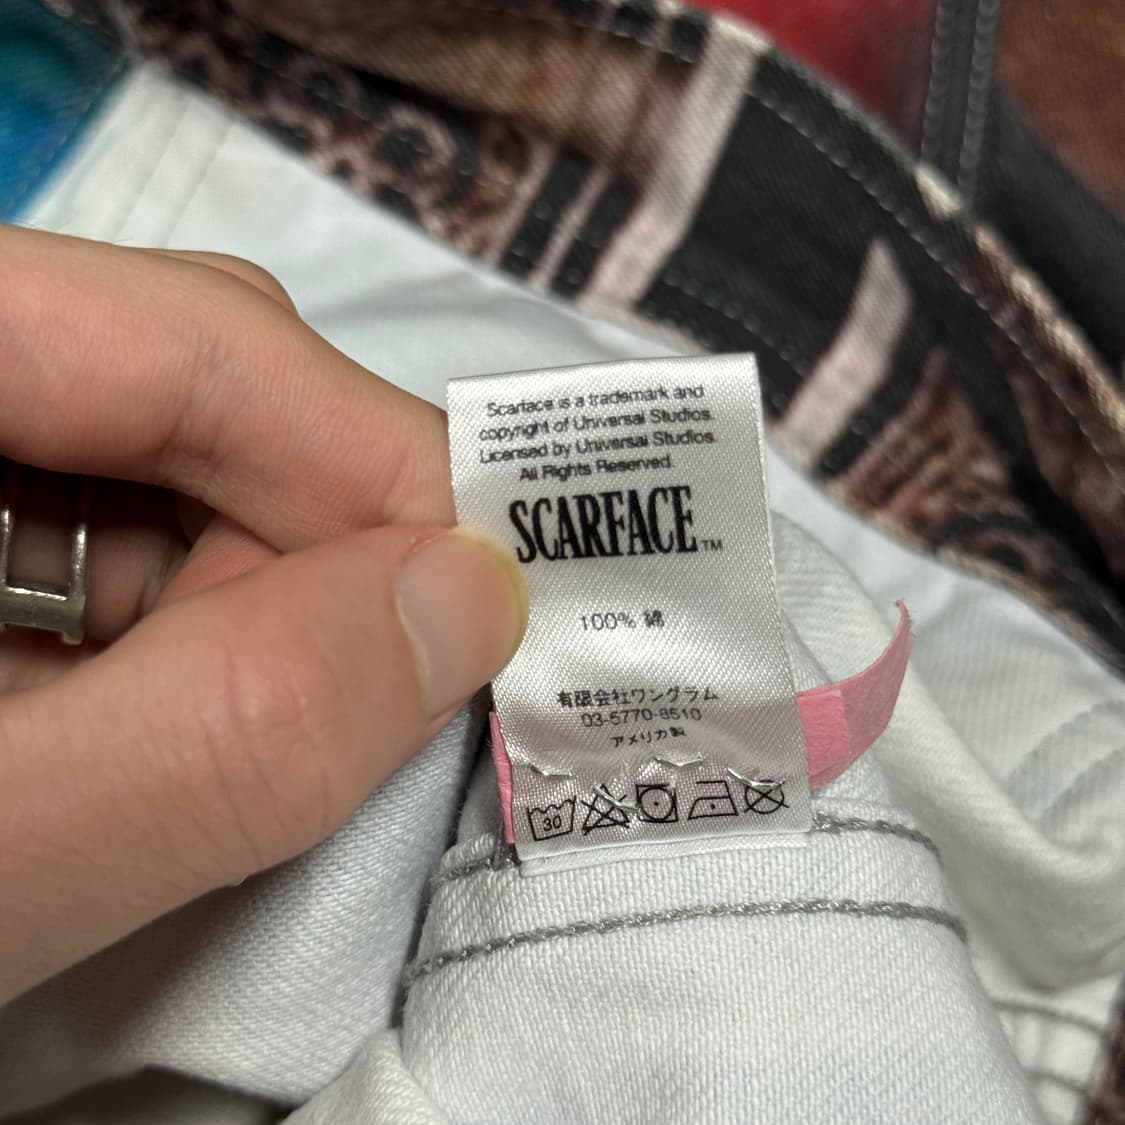 Scarface is a trademark and
copyright of Universal Studios.
Licensed by Universal Studios.
All Rights Reserved.
SCARFACE™
100% 綿
有限会社ワングラム
03-5770-8510
アメリカ製
30